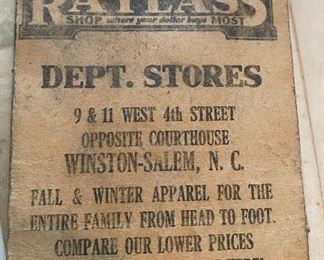 RAYLASS
SHOP where your dollar buys MOST
DEPT. STORES
9 & 11 WEST 4th STREET
OPPOSITE COURTHOUSE
WINSTON-SALEM, N. C.
FALL & WINTER APPAREL FOR THE
ENTIRE FAMILY FROM HEAD TO FOOT.
COMPARE OUR LOWER PRICES